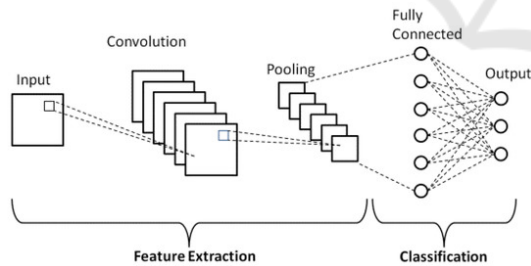 Input
Convolution
Pooling
Fully
Connected
Output
Feature Extraction
Classification